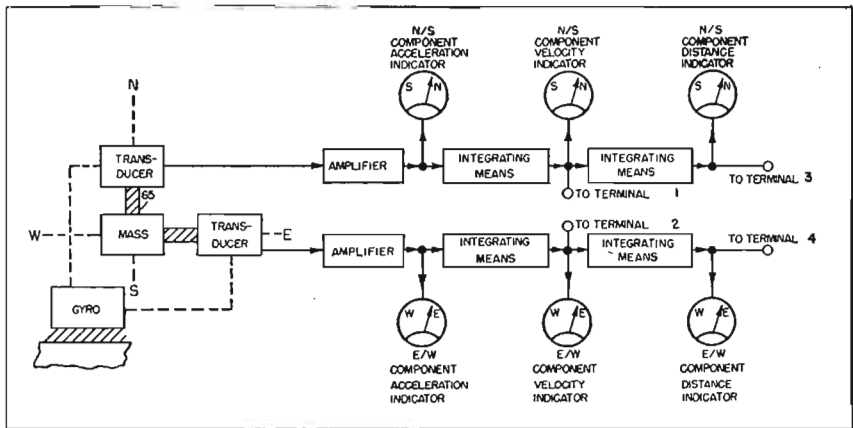 N/S
COMPONENT
ACCELERATION
INDICATOR
N/S
COMPONENT
VELOCITY
INDICATOR
N/S
COMPONENT
DISTANCE
INDICATOR
S N
S N
S N
N
TRANS-
DUCER
AMPLIFIER
INTEGRATING
MEANS
INTEGRATING
MEANS
TO TERMINAL 3
65
TO TERMINAL 1
W
MASS
TRANS-
DUCER
E
TO TERMINAL 2
AMPLIFIER
INTEGRATING
MEANS
INTEGRATING
MEANS
TO TERMINAL 4
S
GYRO
W E
W E
W E
E/W
COMPONENT
ACCELERATION
INDICATOR
E/W
COMPONENT
VELOCITY
INDICATOR
E/W
COMPONENT
DISTANCE
INDICATOR